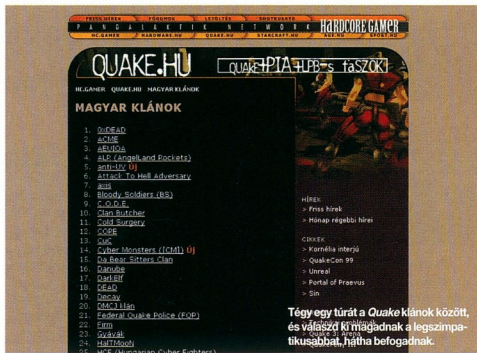 FRISS HÍREK FÓRUMOK LETÖLTÉS
PANGALAKTIK NETWORK HARDCORE GAMER
HC.GAMER HARDWARE.HU QUAKE.HU STARCRAFT.HU SPORT.HU
QUAKE.HU
QUAKE+PIA+LPB-s taSZOK
HC.GAMER QUAKE.HU MAGYAR KLÁNOK
MAGYAR KLÁNOK
1. 0xDEAD
2. ACME
3. AEUIOA
4. ALP (AngelLand Rockets)
5. anti-UV Új
6. Attack To Hell Adversary
7. axis
8. Bloody Soldiers (BS)
9. C.O.D.E.
10. Clan Butcher
11. Cold Surgery
12. COPE
13. CuC
14. Cyber Monsters ([CM]) Új
15. Da Bear Sitters Clan
16. Danube
17. DarkElf
18. DEAD
19. Decay
20. DMCJ klán
21. Federal Quake Police (FQP)
22. Firm
23. Gyávák
24. HalTMooN
25. HCF (Hungarian Cyber Fighters)
HÍREK
> Friss hírek
> Hónap régebbi hírei
CIKKEK
> Kornélia interjú
> QuakeCon 99
> Unreal
> Portal of Praevus
> Sin
> Quake 3: Arena
Tégy egy túrát a Quake klánok között,
és válaszd ki magadnak a legszimpa-
tikusabbat, hátha befogadnak.